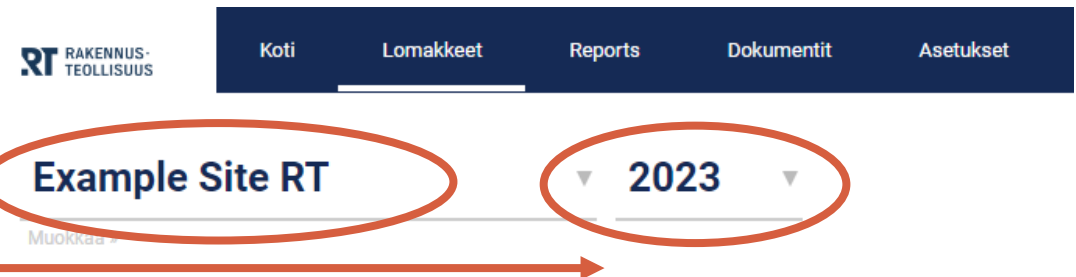 RT RAKENNUS-
TEOLLISUUS
Koti Lomakkeet Reports Dokumentit Asetukset
Example Site RT 2023
Muokkaa »